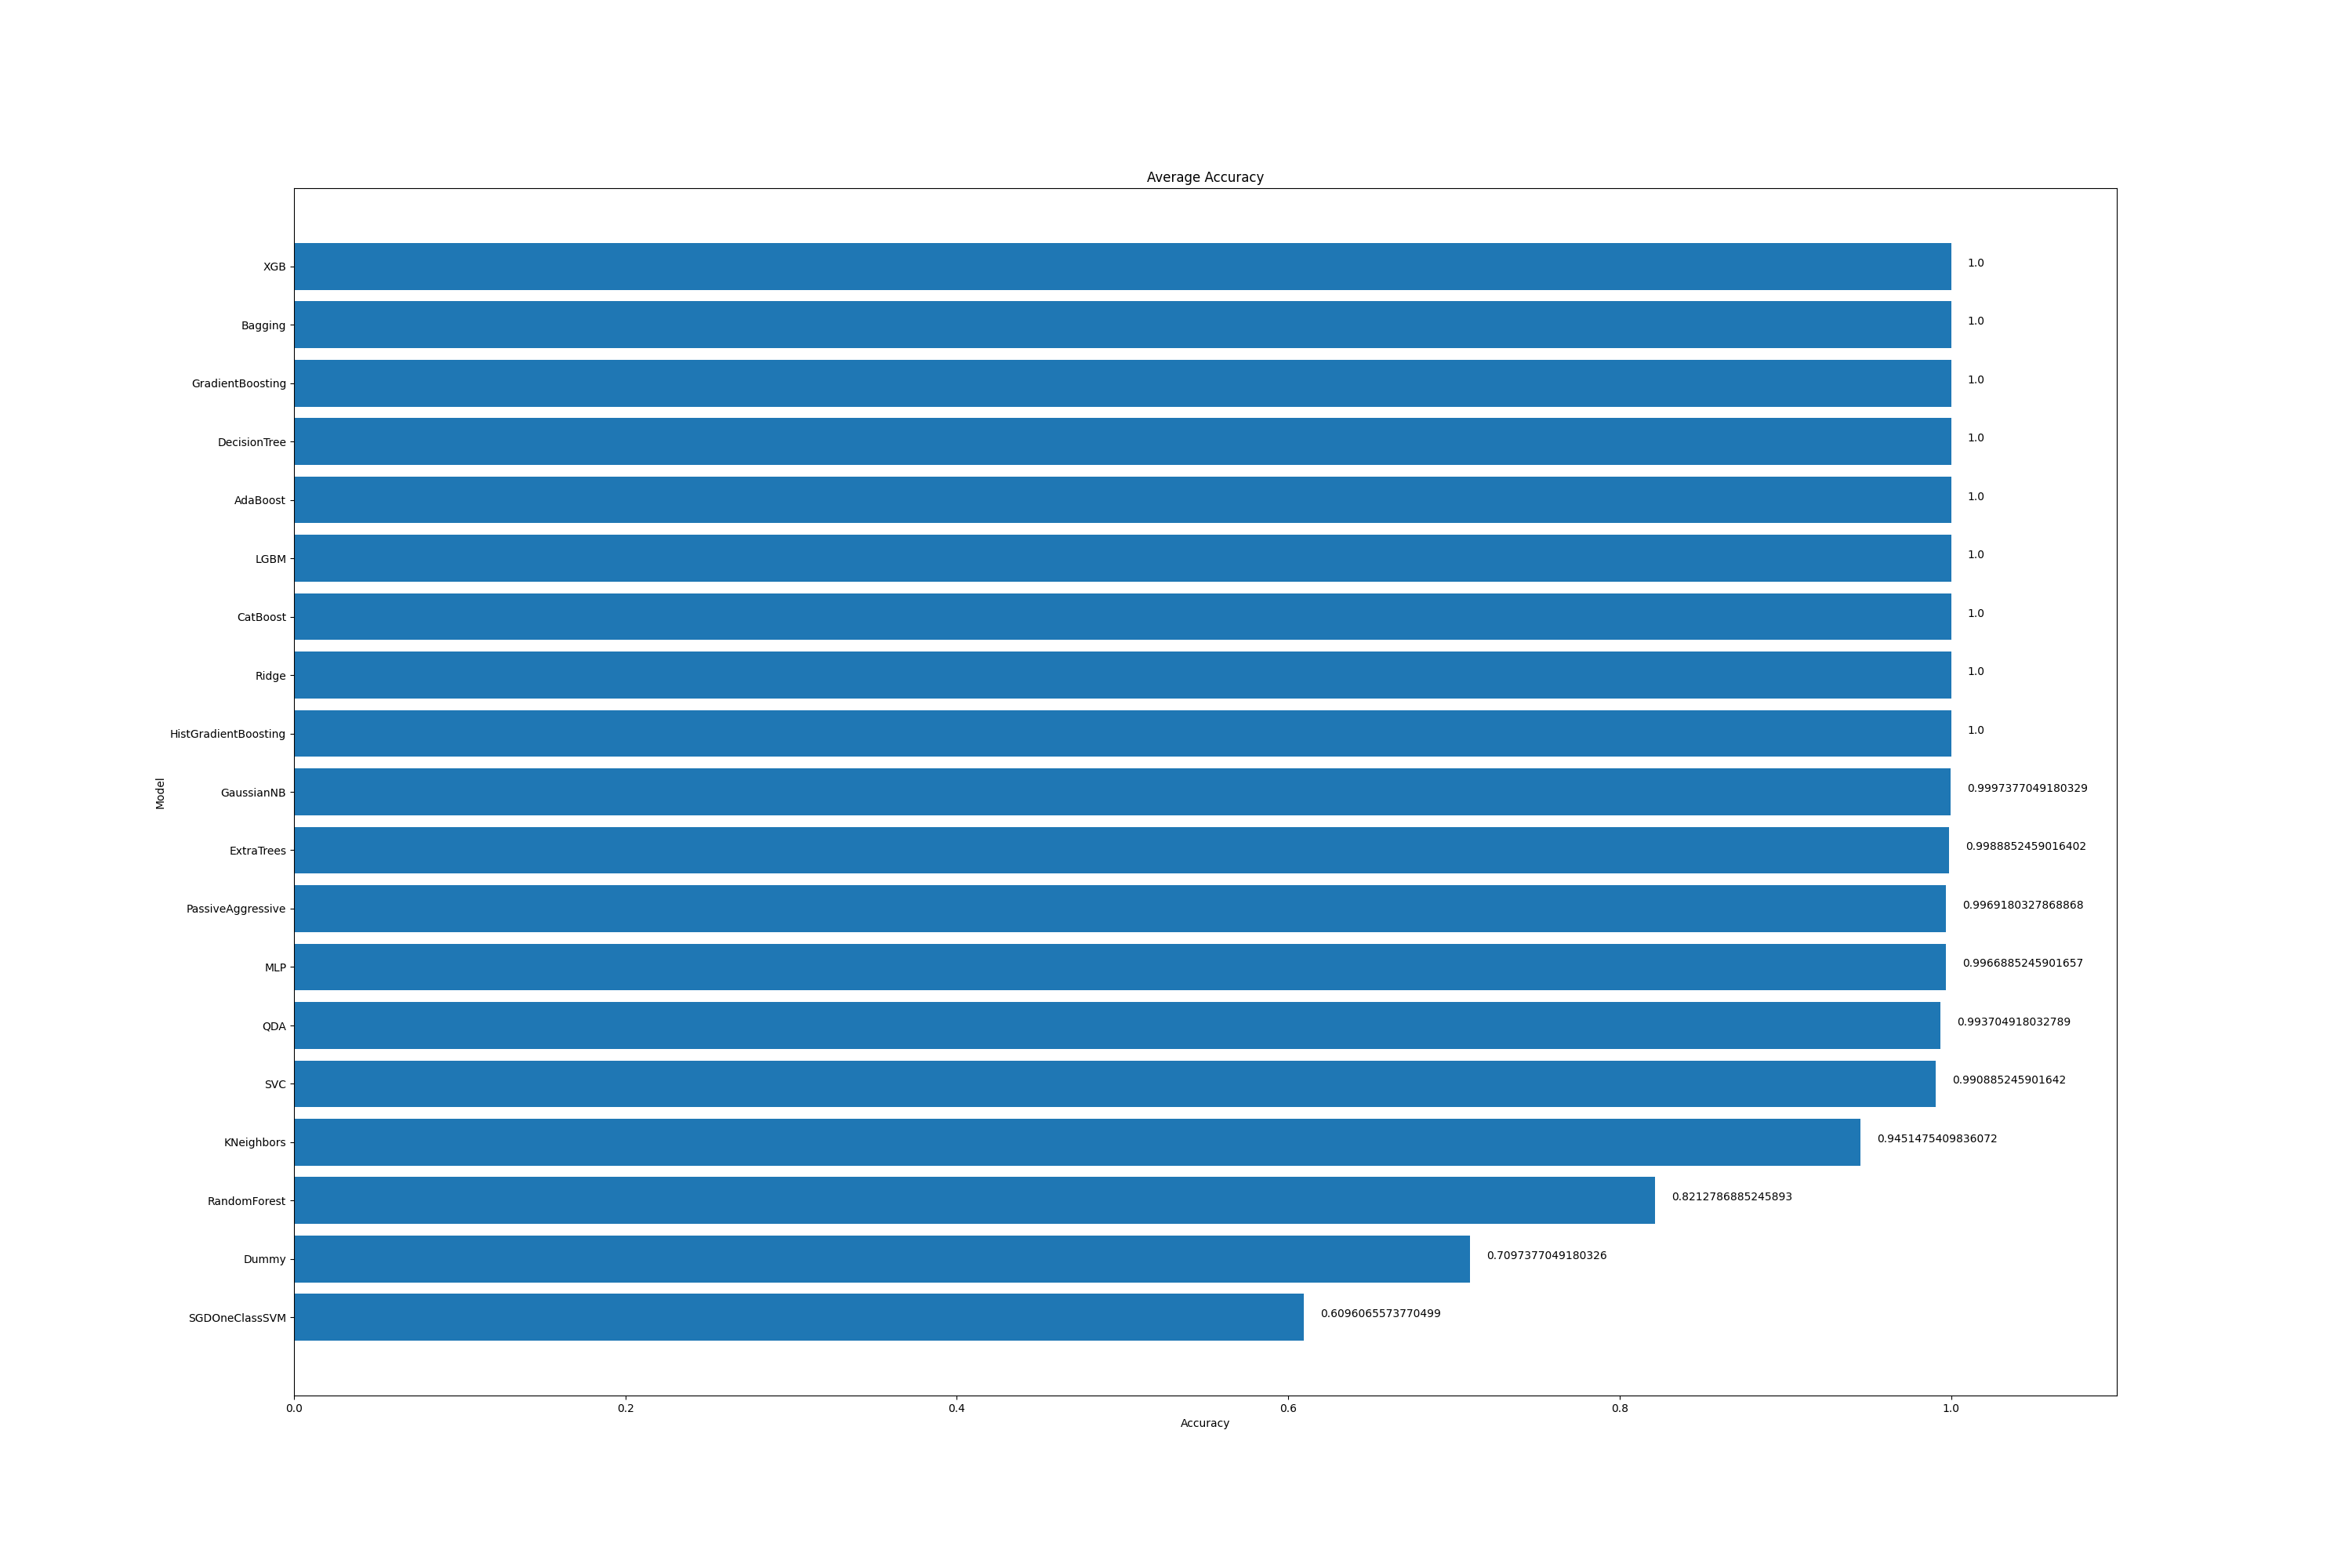 Average Accuracy
XGB 1.0
Bagging 1.0
GradientBoosting 1.0
DecisionTree 1.0
AdaBoost 1.0
LGBM 1.0
CatBoost 1.0
Ridge 1.0
HistGradientBoosting 1.0
Model
GaussianNB 0.9997377049180329
ExtraTrees 0.9988852459016402
PassiveAggressive 0.9969180327868868
MLP 0.9966885245901657
QDA 0.993704918032789
SVC 0.990885245901642
KNeighbors 0.9451475409836072
RandomForest 0.8212786885245893
Dummy 0.7097377049180326
SGDOneClassSVM 0.6096065573770499
0.0 0.2 0.4 0.6 0.8 1.0
Accuracy